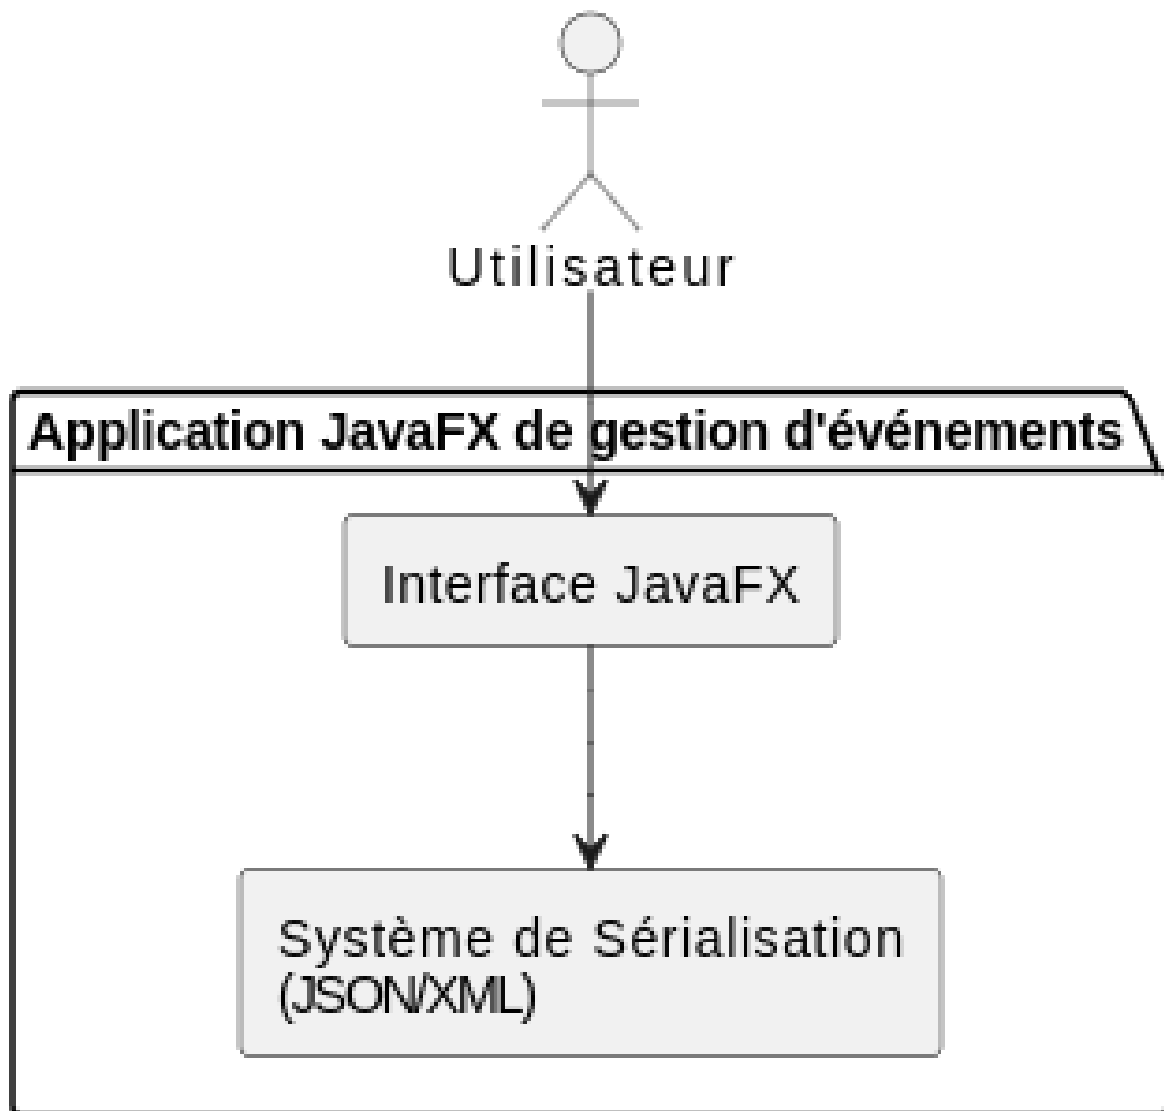 Utilisateur
Application JavaFX de gestion d'événements
Interface JavaFX
Système de Sérialisation
(JSON/XML)